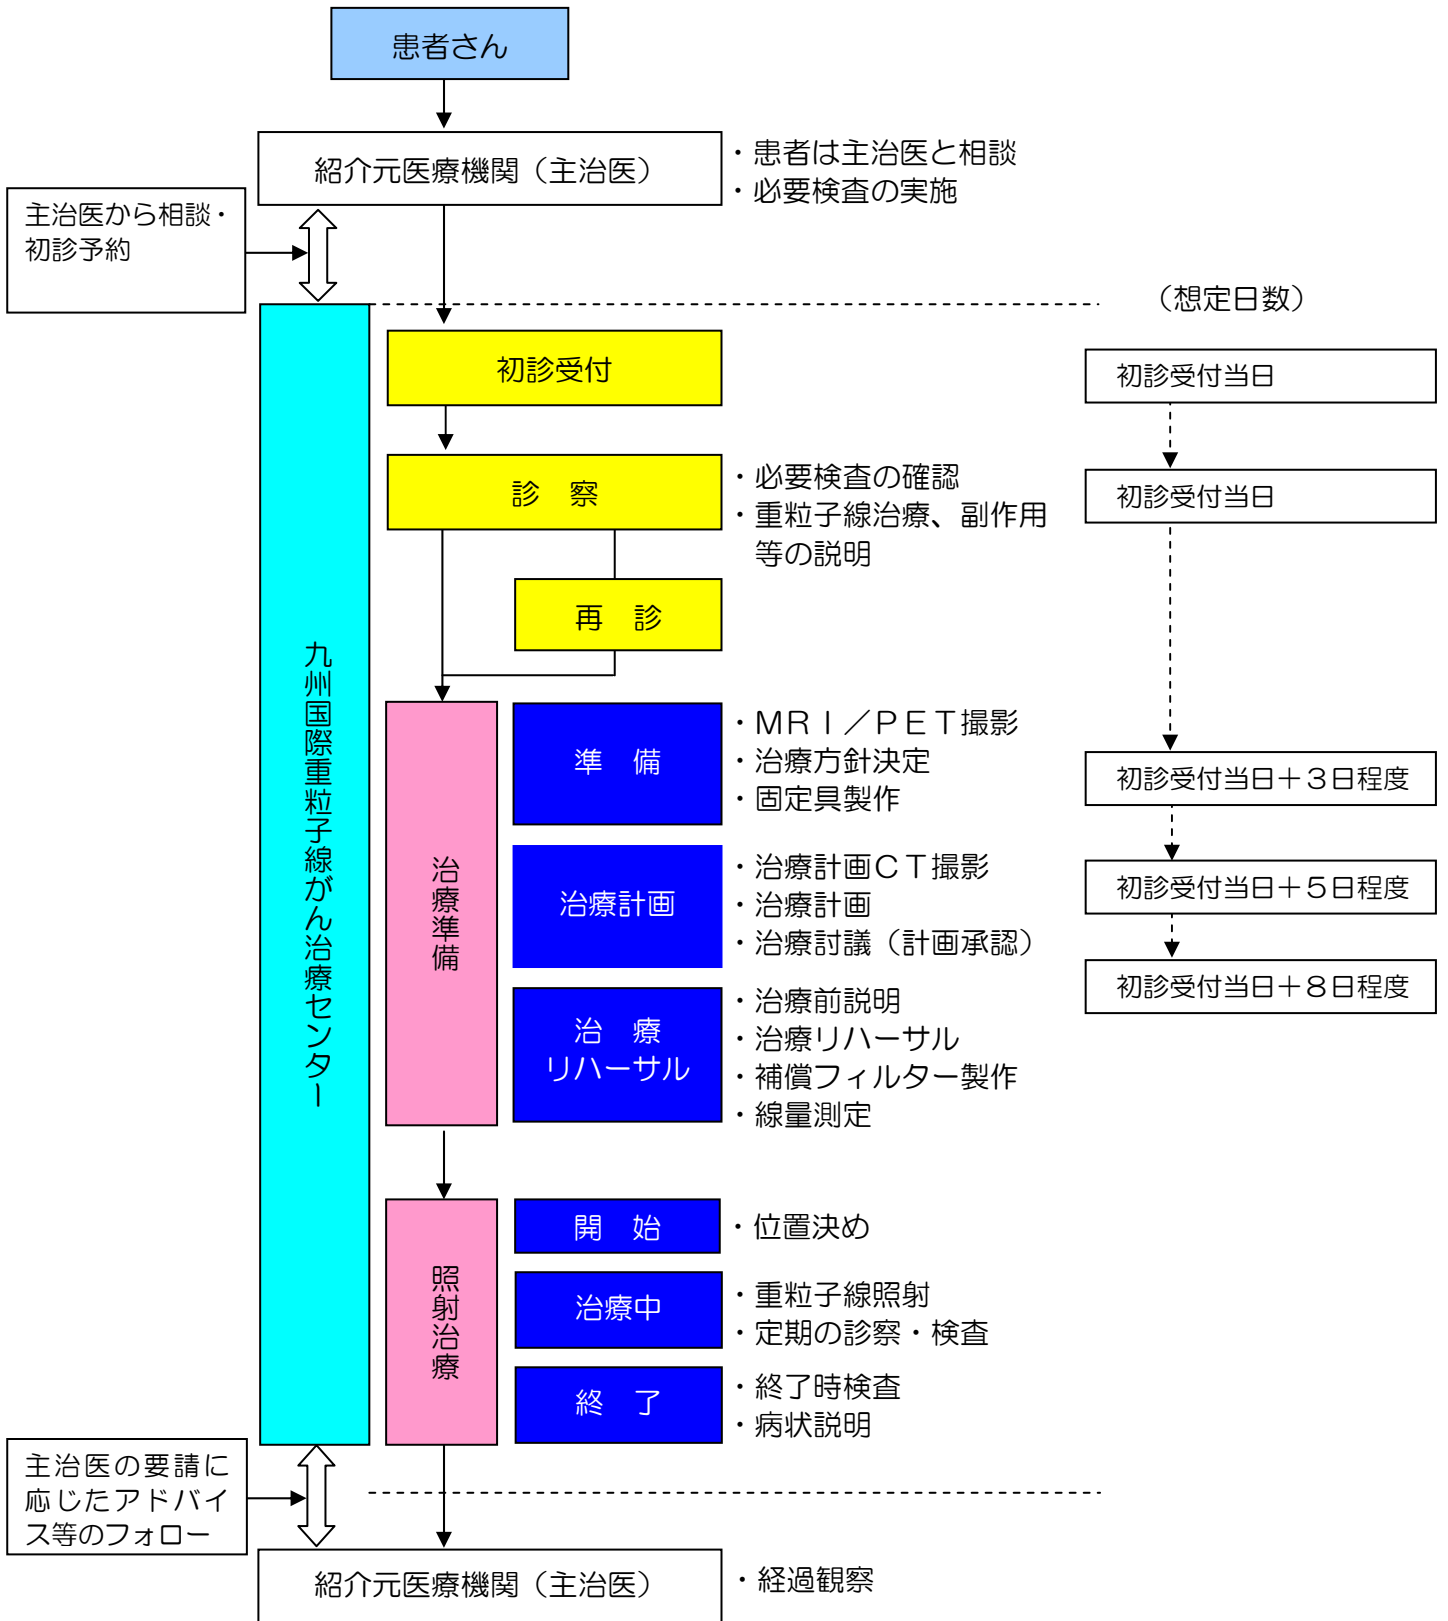 患者さん
紹介元医療機関（主治医）
・患者は主治医と相談
・必要検査の実施
主治医から相談・
初診予約
（想定日数）
九州国際重粒子線がん治療センター
初診受付
初診受付当日
診　察
・必要検査の確認
・重粒子線治療、副作用
等の説明
初診受付当日
再　診
治療準備
準　備
・ＭＲＩ／ＰＥＴ撮影
・治療方針決定
・固定具製作
初診受付当日＋３日程度
治療計画
・治療計画ＣＴ撮影
・治療計画
・治療討議（計画承認）
初診受付当日＋５日程度
治　療
リハーサル
・治療前説明
・治療リハーサル
・補償フィルター製作
・線量測定
初診受付当日＋８日程度
照射治療
開　始
・位置決め
治療中
・重粒子線照射
・定期の診察・検査
終　了
・終了時検査
・病状説明
主治医の要請に
応じたアドバイ
ス等のフォロー
紹介元医療機関（主治医）
・経過観察